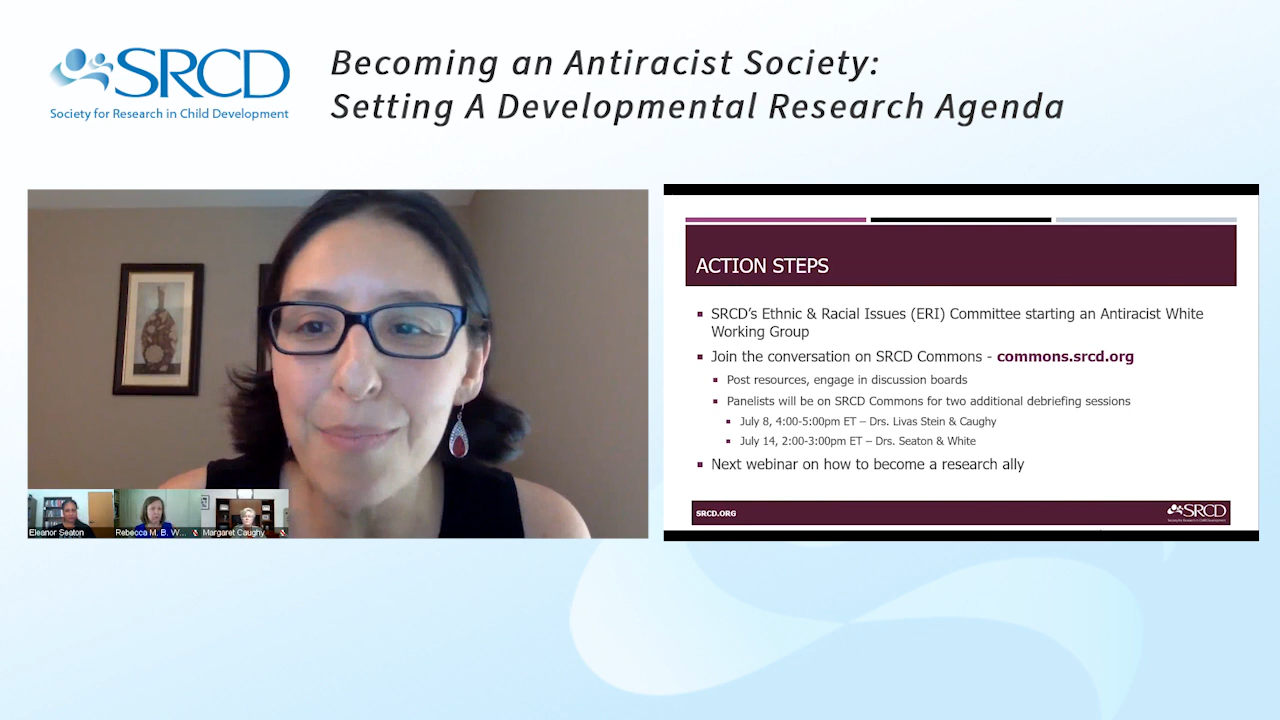 SRCD
Society for Research in Child Development
Becoming an Antiracist Society:
Setting A Developmental Research Agenda
Eleanor Seaton
Rebecca M. B. W...
Margaret Caughy
ACTION STEPS
SRCD's Ethnic & Racial Issues (ERI) Committee starting an Antiracist White
Working Group
Join the conversation on SRCD Commons - commons.srcd.org
Post resources, engage in discussion boards
Panelists will be on SRCD Commons for two additional debriefing sessions
July 8, 4:00-5:00pm ET – Drs. Livas Stein & Caughy
July 14, 2:00-3:00pm ET – Drs. Seaton & White
Next webinar on how to become a research ally
SRCD.ORG
SRCD